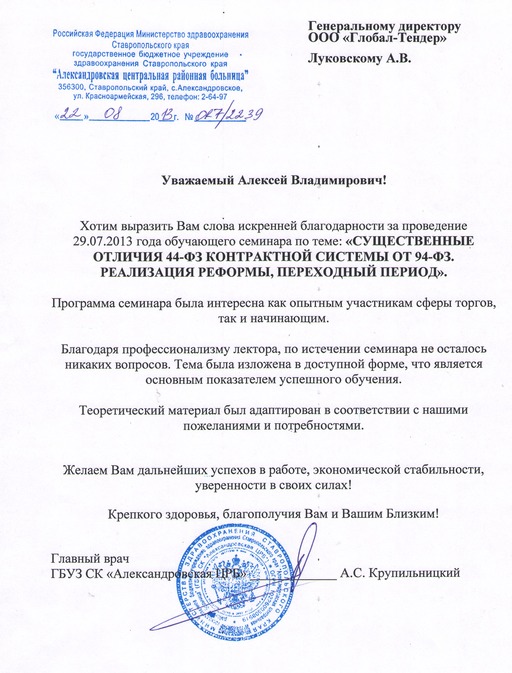 Российская Федерация Министерство здравоохранения
Ставропольского края
государственное бюджетное учреждение
здравоохранения Ставропольского края
"Александровская центральная районная больница"
356300, Ставропольский край, с.Александровское,
ул. Красноармейская, 296, телефон: 2-64-97
«22» 08 2013г. № 017/2239
Генеральному директору
ООО «Глобал-Тендер»
Луковскому А.В.
Уважаемый Алексей Владимирович!
Хотим выразить Вам слова искренней благодарности за проведение
29.07.2013 года обучающего семинара по теме: «СУЩЕСТВЕННЫЕ
ОТЛИЧИЯ 44-ФЗ КОНТРАКТНОЙ СИСТЕМЫ ОТ 94-ФЗ.
РЕАЛИЗАЦИЯ РЕФОРМЫ, ПЕРЕХОДНЫЙ ПЕРИОД».
Программа семинара была интересна как опытным участникам сферы торгов,
так и начинающим.
Благодаря профессионализму лектора, по истечении семинара не осталось
никаких вопросов. Тема была изложена в доступной форме, что является
основным показателем успешного обучения.
Теоретический материал был адаптирован в соответствии с нашими
пожеланиями и потребностями.
Желаем Вам дальнейших успехов в работе, экономической стабильности,
уверенности в своих силах!
Крепкого здоровья, благополучия Вам и Вашим Близким!
Главный врач
ГБУЗ СК «Александровская ЦРБ» А.С. Крупильницкий
МИНИСТЕРСТВО ЗДРАВООХРАНЕНИЯ СТАВРОПОЛЬСКОГО КРАЯ